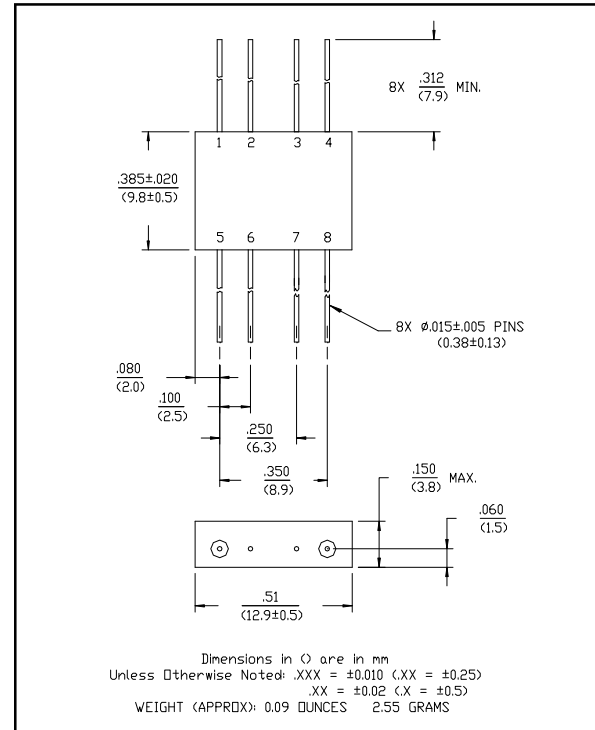 .312
8X MIN.
(7.9)
1 2 3 4
.385±.020
(9.8±0.5)
5 6 7 8
8X Ø.015±.005 PINS
(0.38±0.13)
.080
(2.0)
.100
(2.5)
.250
(6.3)
.350
(8.9)
.150
MAX.
(3.8)
.060
(1.5)
.51
(12.9±0.5)
Dimensions in () are in mm
Unless Otherwise Noted: .XXX = ±0.010 (.XX = ±0.25)
.XX = ±0.02 (.X = ±0.5)
WEIGHT (APPROX): 0.09 OUNCES 2.55 GRAMS